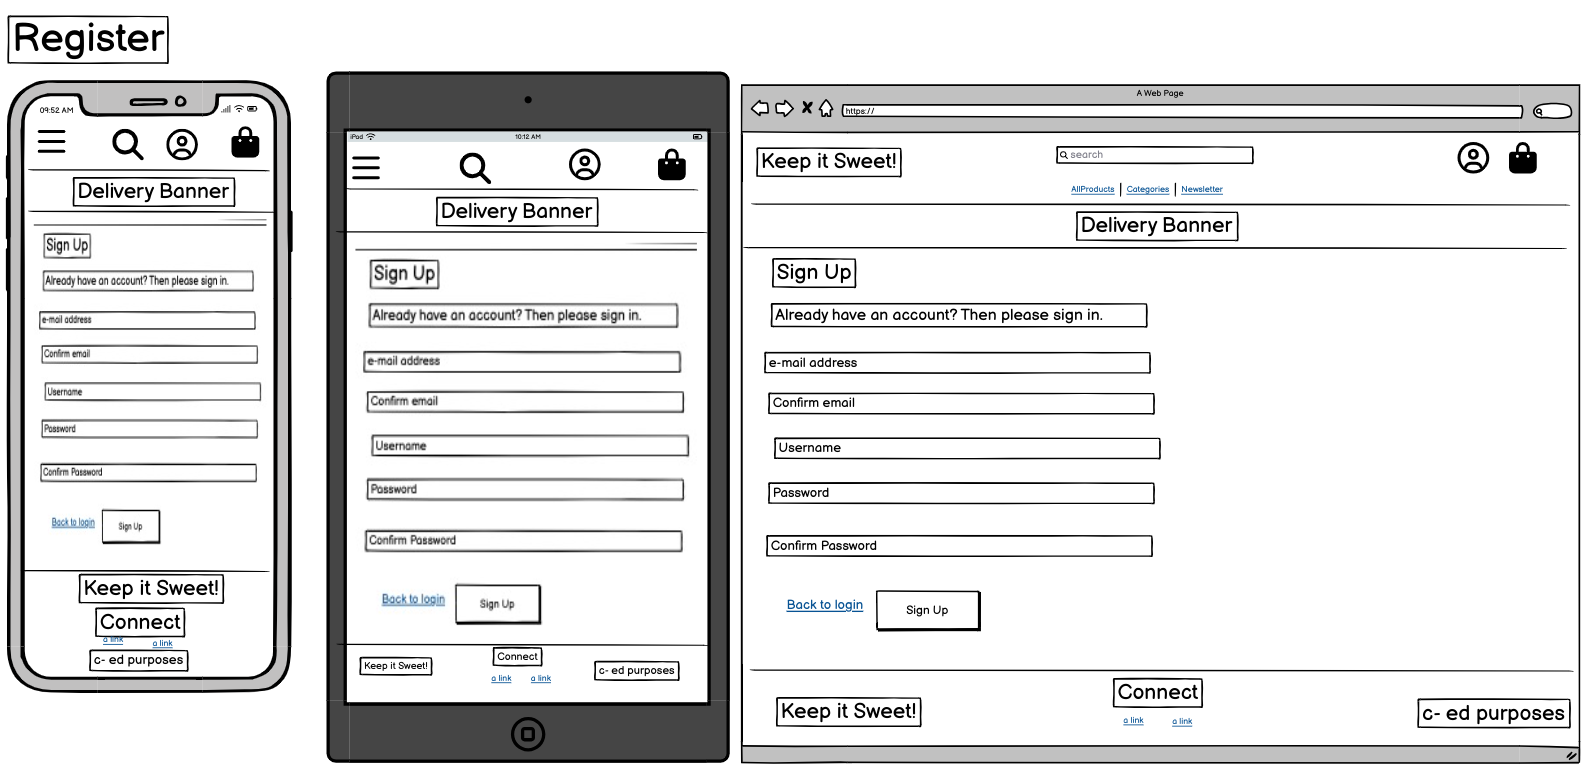 Register
09:52 AM
Delivery Banner
Sign Up
Already have an account? Then please sign in.
e-mail address
Confirm email
Username
Password
Confirm Password
Back to login
Sign Up
Keep it Sweet!
Connect
a link a link
c- ed purposes
iPad 10:12 AM
Delivery Banner
Sign Up
Already have an account? Then please sign in.
e-mail address
Confirm email
Username
Password
Confirm Password
Back to login
Sign Up
Keep it Sweet!
Connect
a link a link
c- ed purposes
A Web Page
https://
Keep it Sweet!
search
AllProducts | Categories | Newsletter
Delivery Banner
Sign Up
Already have an account? Then please sign in.
e-mail address
Confirm email
Username
Password
Confirm Password
Back to login
Sign Up
Keep it Sweet!
Connect
a link a link
c- ed purposes